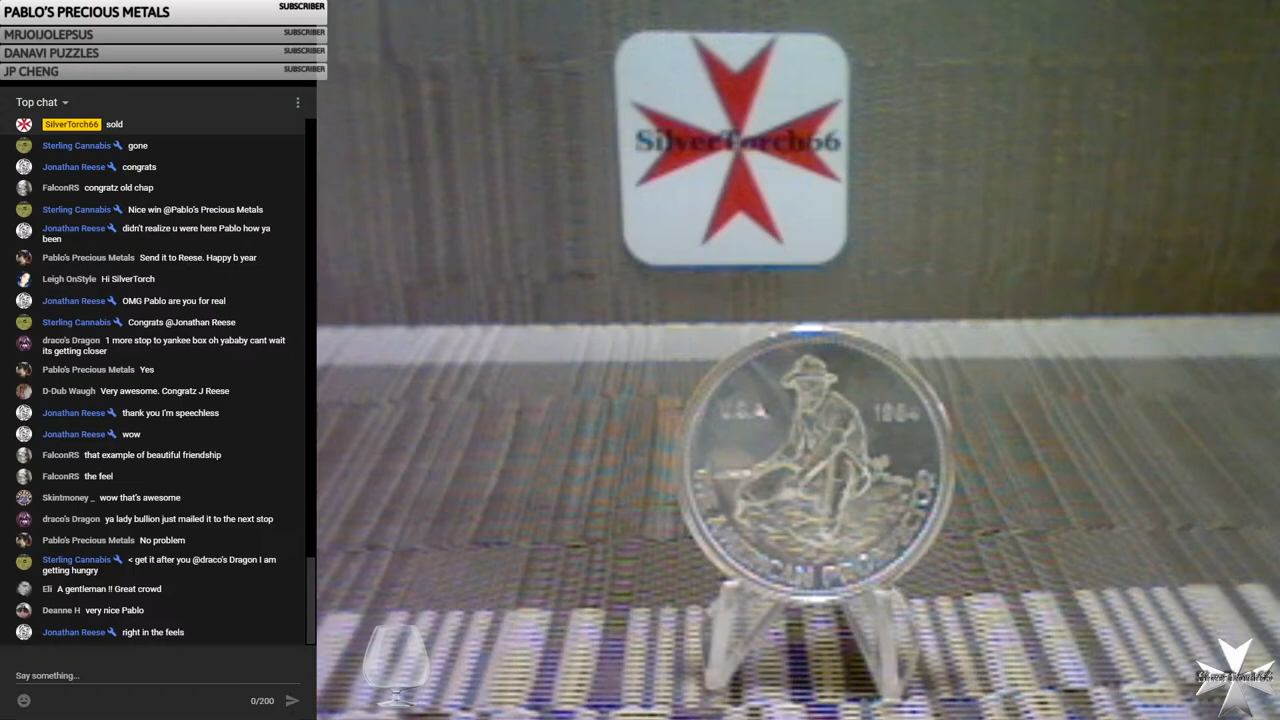 PABLO'S PRECIOUS METALS SUBSCRIBER
MRJOIJOLEPSUS SUBSCRIBER
DANAVI PUZZLES SUBSCRIBER
JP CHENG SUBSCRIBER
Top chat
SilverTorch66 sold
Sterling Cannabis gone
Jonathan Reese congrats
FalconRS congratz old chap
Sterling Cannabis Nice win @Pablo's Precious Metals
Jonathan Reese didn't realize u were here Pablo how ya
been
Pablo's Precious Metals Send it to Reese. Happy b year
Leigh OnStyle Hi SilverTorch
Jonathan Reese OMG Pablo are you for real
Sterling Cannabis Congrats @Jonathan Reese
draco's Dragon 1 more stop to yankee box oh yababy cant wait
its getting closer
Pablo's Precious Metals Yes
D-Dub Waugh Very awesome. Congratz J Reese
Jonathan Reese thank you I'm speechless
Jonathan Reese wow
FalconRS that example of beautiful friendship
FalconRS the feel
Skintmoney _ wow that's awesome
draco's Dragon ya lady bullion just mailed it to the next stop
Pablo's Precious Metals No problem
Sterling Cannabis < get it after you @draco's Dragon I am
getting hungry
Eli A gentleman !! Great crowd
Deanne H very nice Pablo
Jonathan Reese right in the feels
Say something...
0/200
SilverTorch66
U.S.A. 1984
SilverTorch66